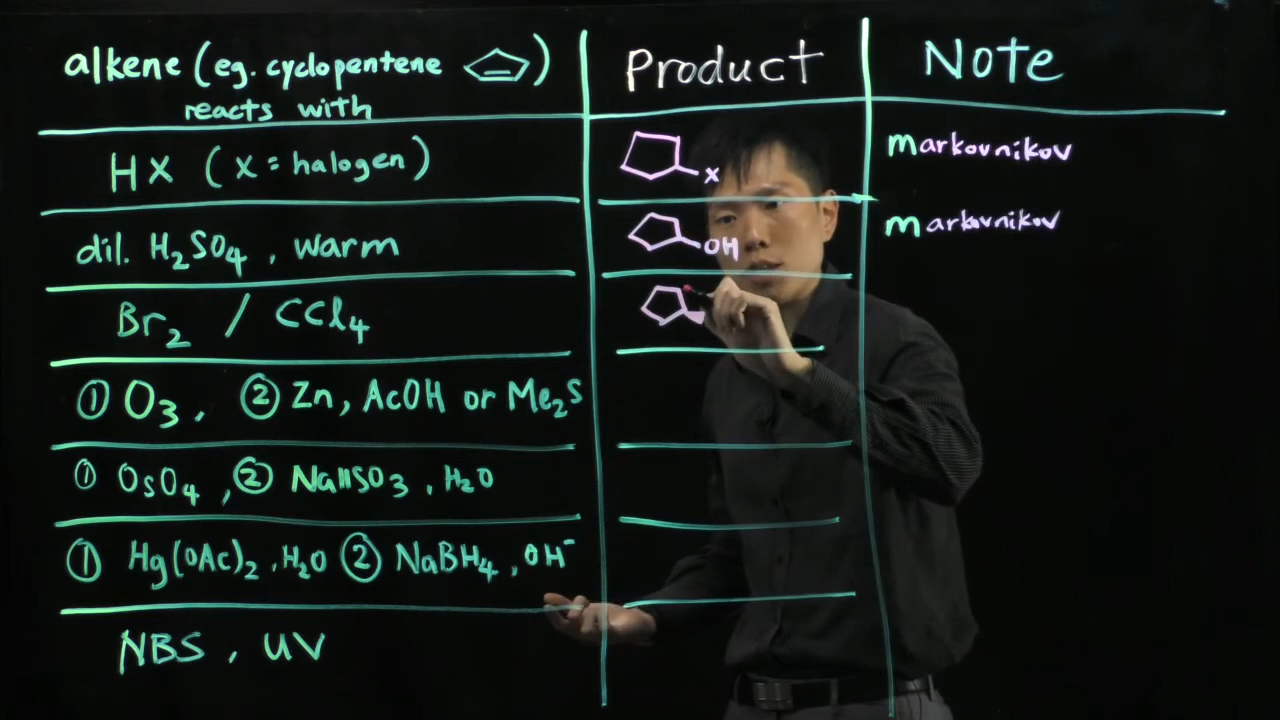 alkene (eg. cyclopentene )
reacts with
Product
Note
HX (X = halogen)
X
markovnikov
dil. H₂SO₄, warm
OH
markovnikov
Br₂ / CCl₄
① O₃, ② Zn, AcOH or Me₂S
① OsO₄, ② NaHSO₃, H₂O
① Hg(OAc)₂, H₂O ② NaBH₄, OH⁻
NBS, UV